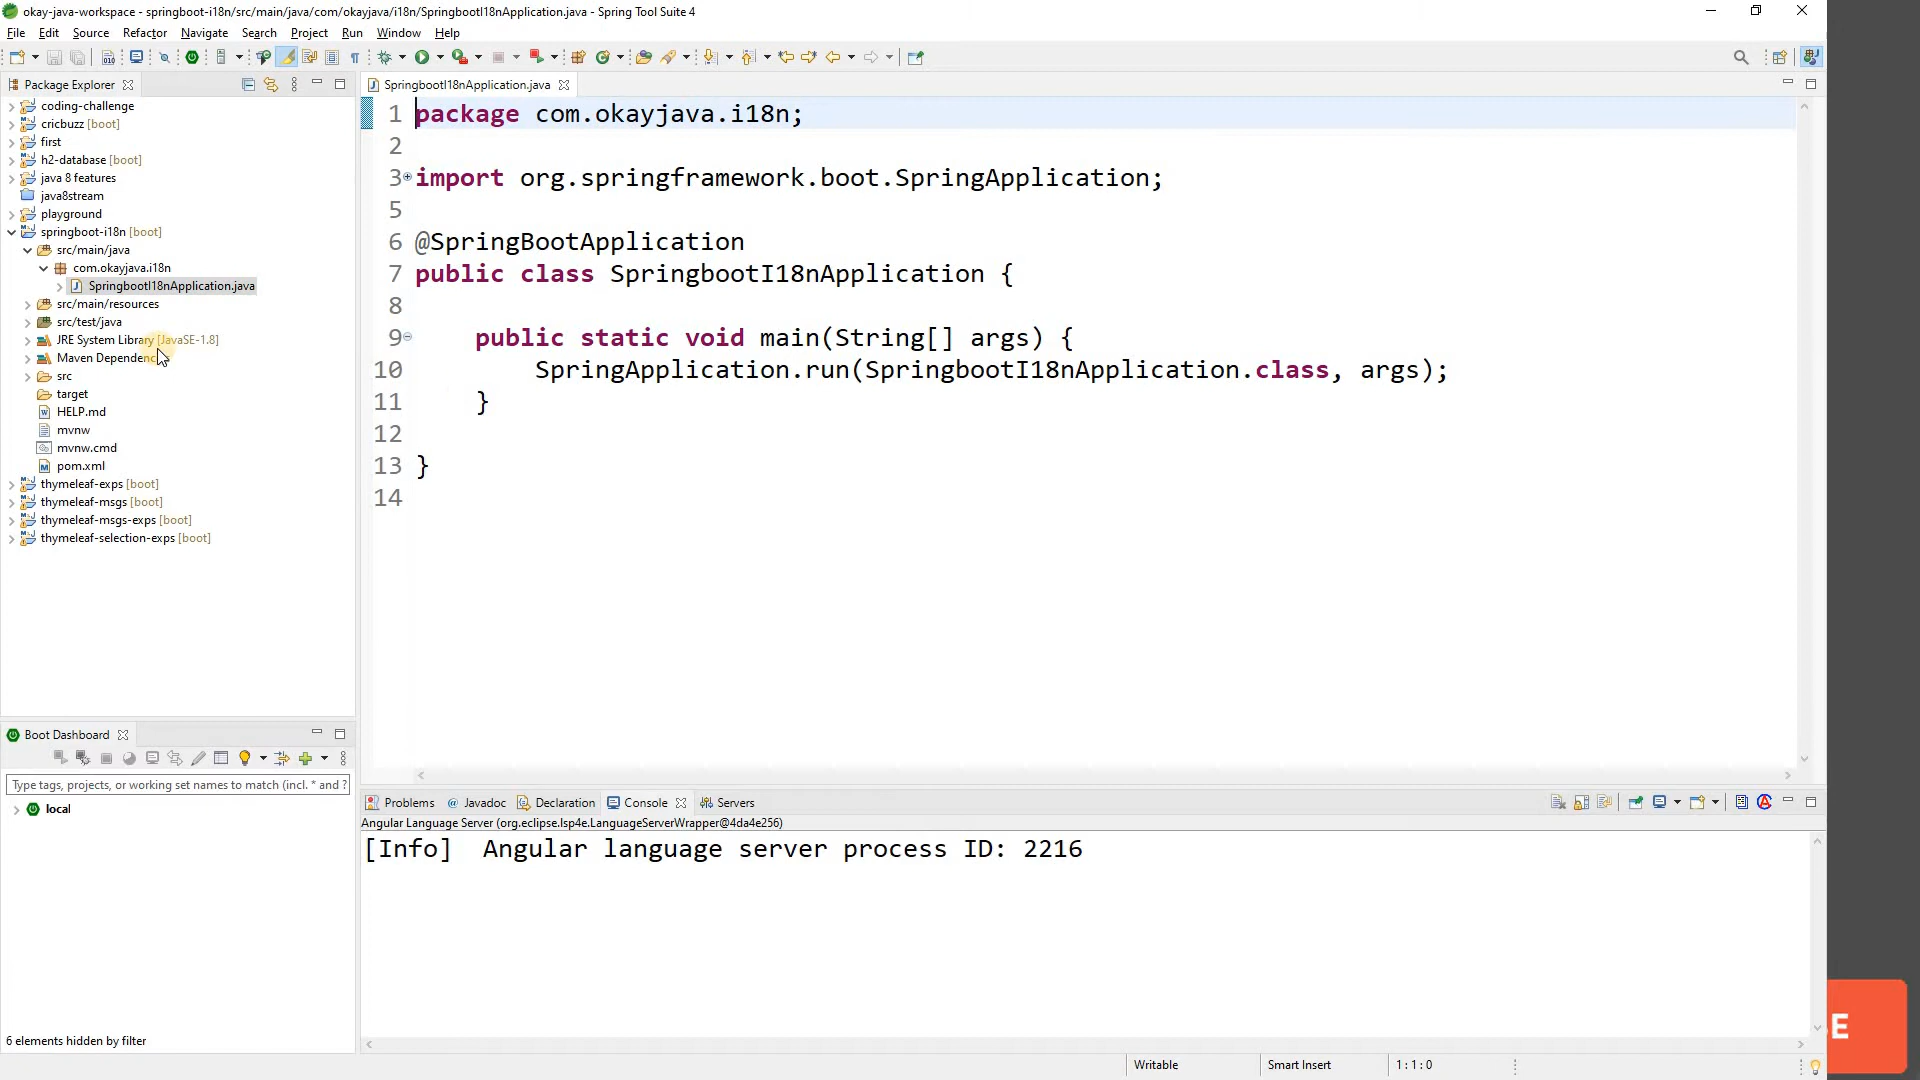 okay-java-workspace - springboot-i18n/src/main/java/com/okayjava/i18n/SpringbootI18nApplication.java - Spring Tool Suite 4
File Edit Source Refactor Navigate Search Project Run Window Help
Package Explorer
coding-challenge
cricbuzz [boot]
first
h2-database [boot]
java 8 features
java8stream
playground
springboot-i18n [boot]
src/main/java
com.okayjava.i18n
SpringbootI18nApplication.java
src/main/resources
src/test/java
JRE System Library [JavaSE-1.8]
Maven Dependenc
src
target
HELP.md
mvnw
mvnw.cmd
pom.xml
thymeleaf-exps [boot]
thymeleaf-msgs [boot]
thymeleaf-msgs-exps [boot]
thymeleaf-selection-exps [boot]
SpringbootI18nApplication.java
1 package com.okayjava.i18n;
2
3 import org.springframework.boot.SpringApplication;
5
6 @SpringBootApplication
7 public class SpringbootI18nApplication {
8
9 public static void main(String[] args) {
10 SpringApplication.run(SpringbootI18nApplication.class, args);
11 }
12
13 }
14
Boot Dashboard
Type tags, projects, or working set names to match (incl. * and ?
local
6 elements hidden by filter
Problems @ Javadoc Declaration Console Servers
Angular Language Server (org.eclipse.lsp4e.LanguageServerWrapper@4da4e256)
[Info] Angular language server process ID: 2216
Writable Smart Insert 1:1:0